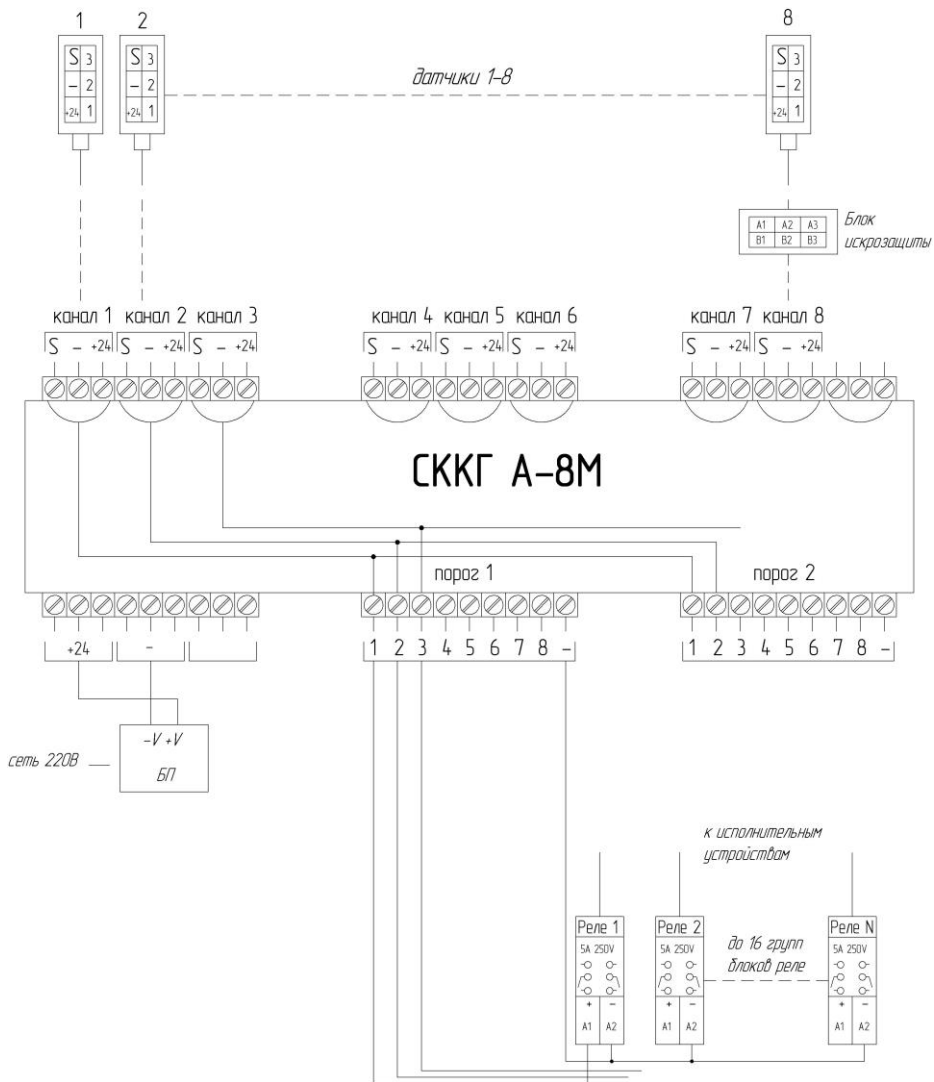 1 2 8
S 3 S 3 S 3
- 2 - 2 - 2
+24 1 +24 1 +24 1
датчики 1-8
A1 A2 A3
B1 B2 B3
Блок
искрозащиты
канал 1 канал 2 канал 3 канал 4 канал 5 канал 6 канал 7 канал 8
S - +24 S - +24 S - +24 S - +24 S - +24 S - +24 S - +24 S - +24
СККГ А-8М
порог 1 порог 2
+24 - 1 2 3 4 5 6 7 8 - 1 2 3 4 5 6 7 8 -
-V +V
БП
сеть 220В
к исполнительным
устройствам
Реле 1 Реле 2 Реле N
5A 250V 5A 250V 5A 250V
до 16 групп
блоков реле
+ - + - + -
A1 A2 A1 A2 A1 A2